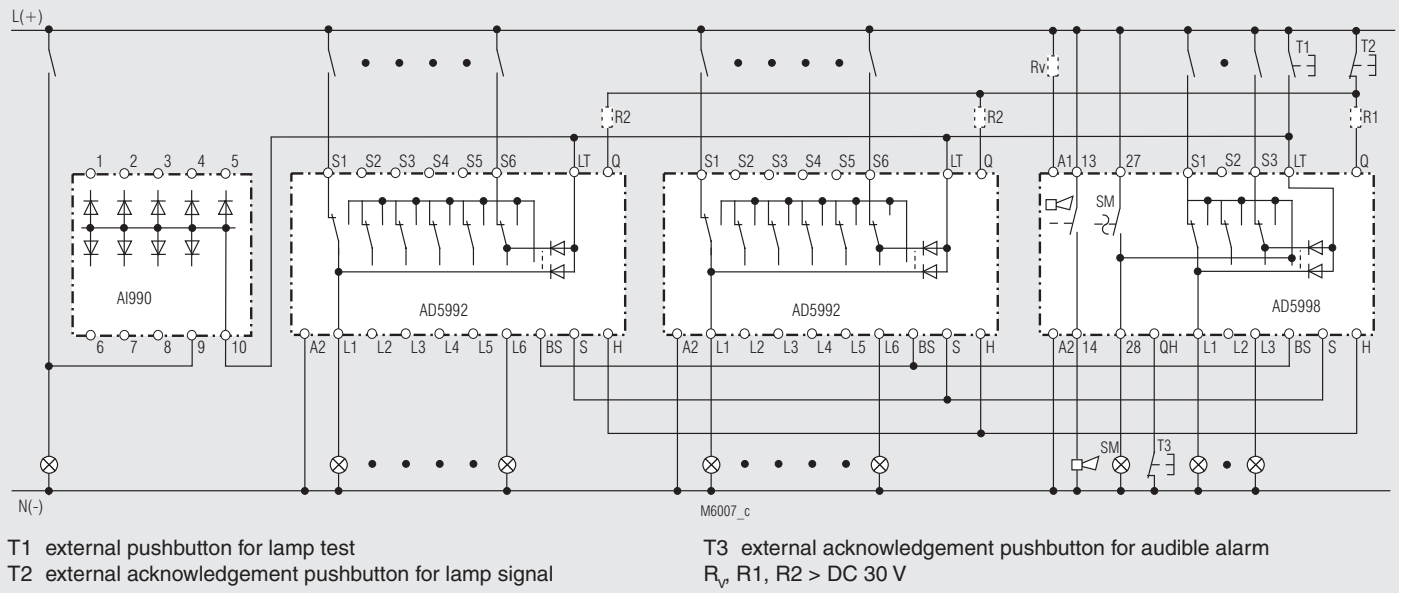 L(+)
T1 T2
Rv
R2 R2 R1
1 2 3 4 5
S1 S2 S3 S4 S5 S6 LT Q
S1 S2 S3 S4 S5 S6 LT Q
A1 13 27 S1 S2 S3 LT Q
SM
AI990
AD5992
AD5992
AD5998
6 7 8 9 10
A2 L1 L2 L3 L4 L5 L6 BS S H
A2 L1 L2 L3 L4 L5 L6 BS S H
A2 14 28 QH L1 L2 L3 BS S H
SM T3
N(-)
M6007_c
T1 external pushbutton for lamp test
T2 external acknowledgement pushbutton for lamp signal
T3 external acknowledgement pushbutton for audible alarm
Rv, R1, R2 > DC 30 V